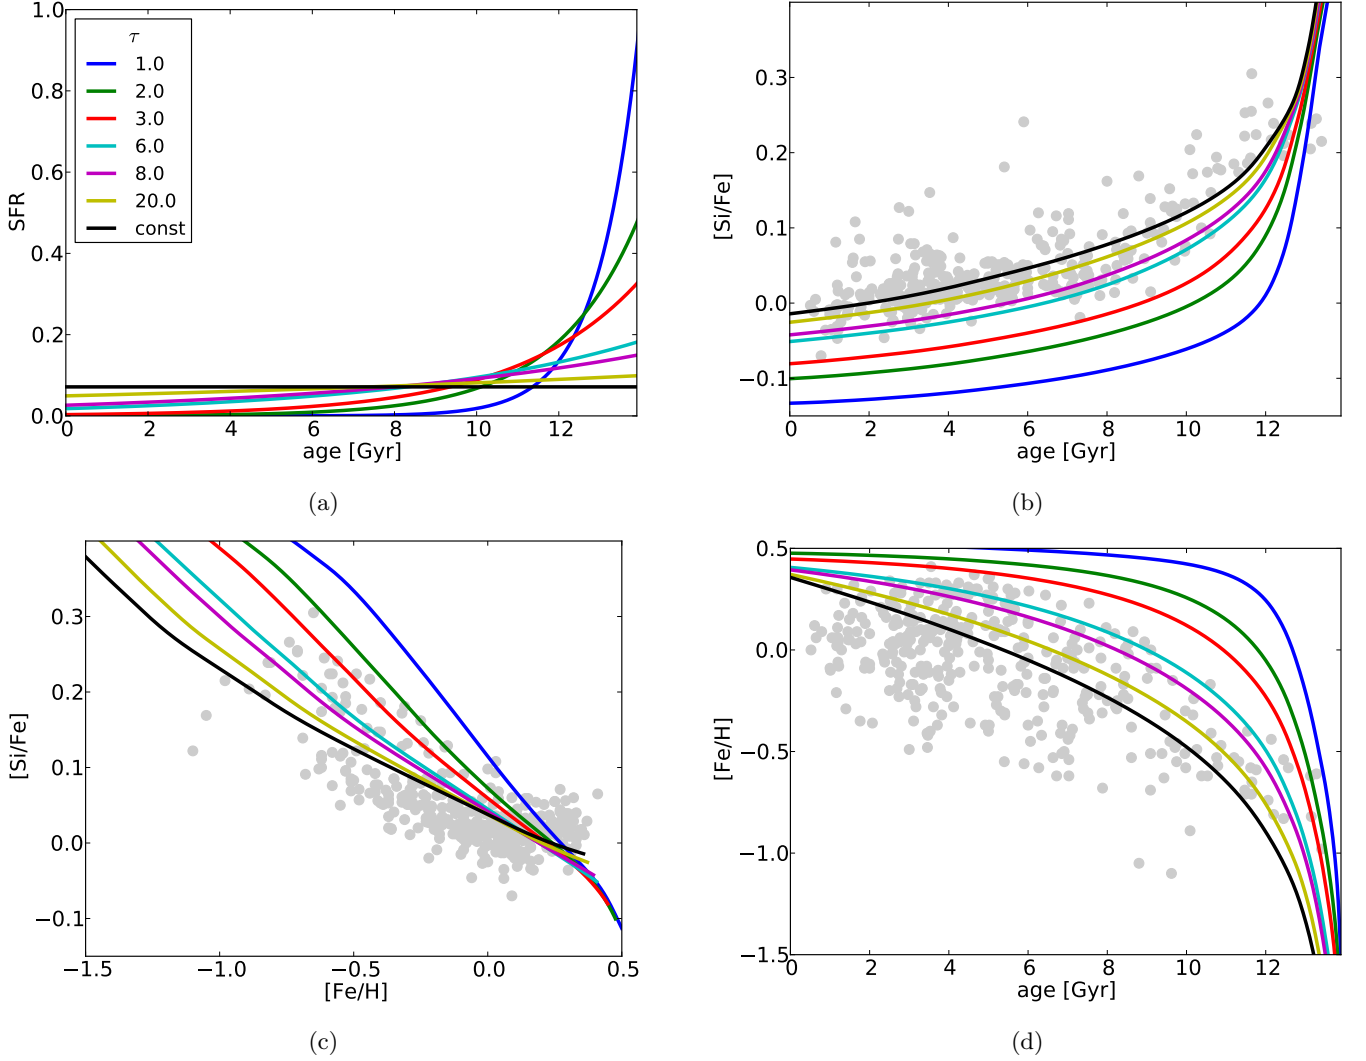 1.0
0.8
0.6
0.4
0.2
0.0
SFR
τ
1.0
2.0
3.0
6.0
8.0
20.0
const
0 2 4 6 8 10 12
age [Gyr]
(a)
0.3
0.2
0.1
0.0
−0.1
[Si/Fe]
0 2 4 6 8 10 12
age [Gyr]
(b)
0.3
0.2
0.1
0.0
−0.1
[Si/Fe]
−1.5 −1.0 −0.5 0.0 0.5
[Fe/H]
(c)
0.5
0.0
−0.5
−1.0
−1.5
[Fe/H]
0 2 4 6 8 10 12
age [Gyr]
(d)